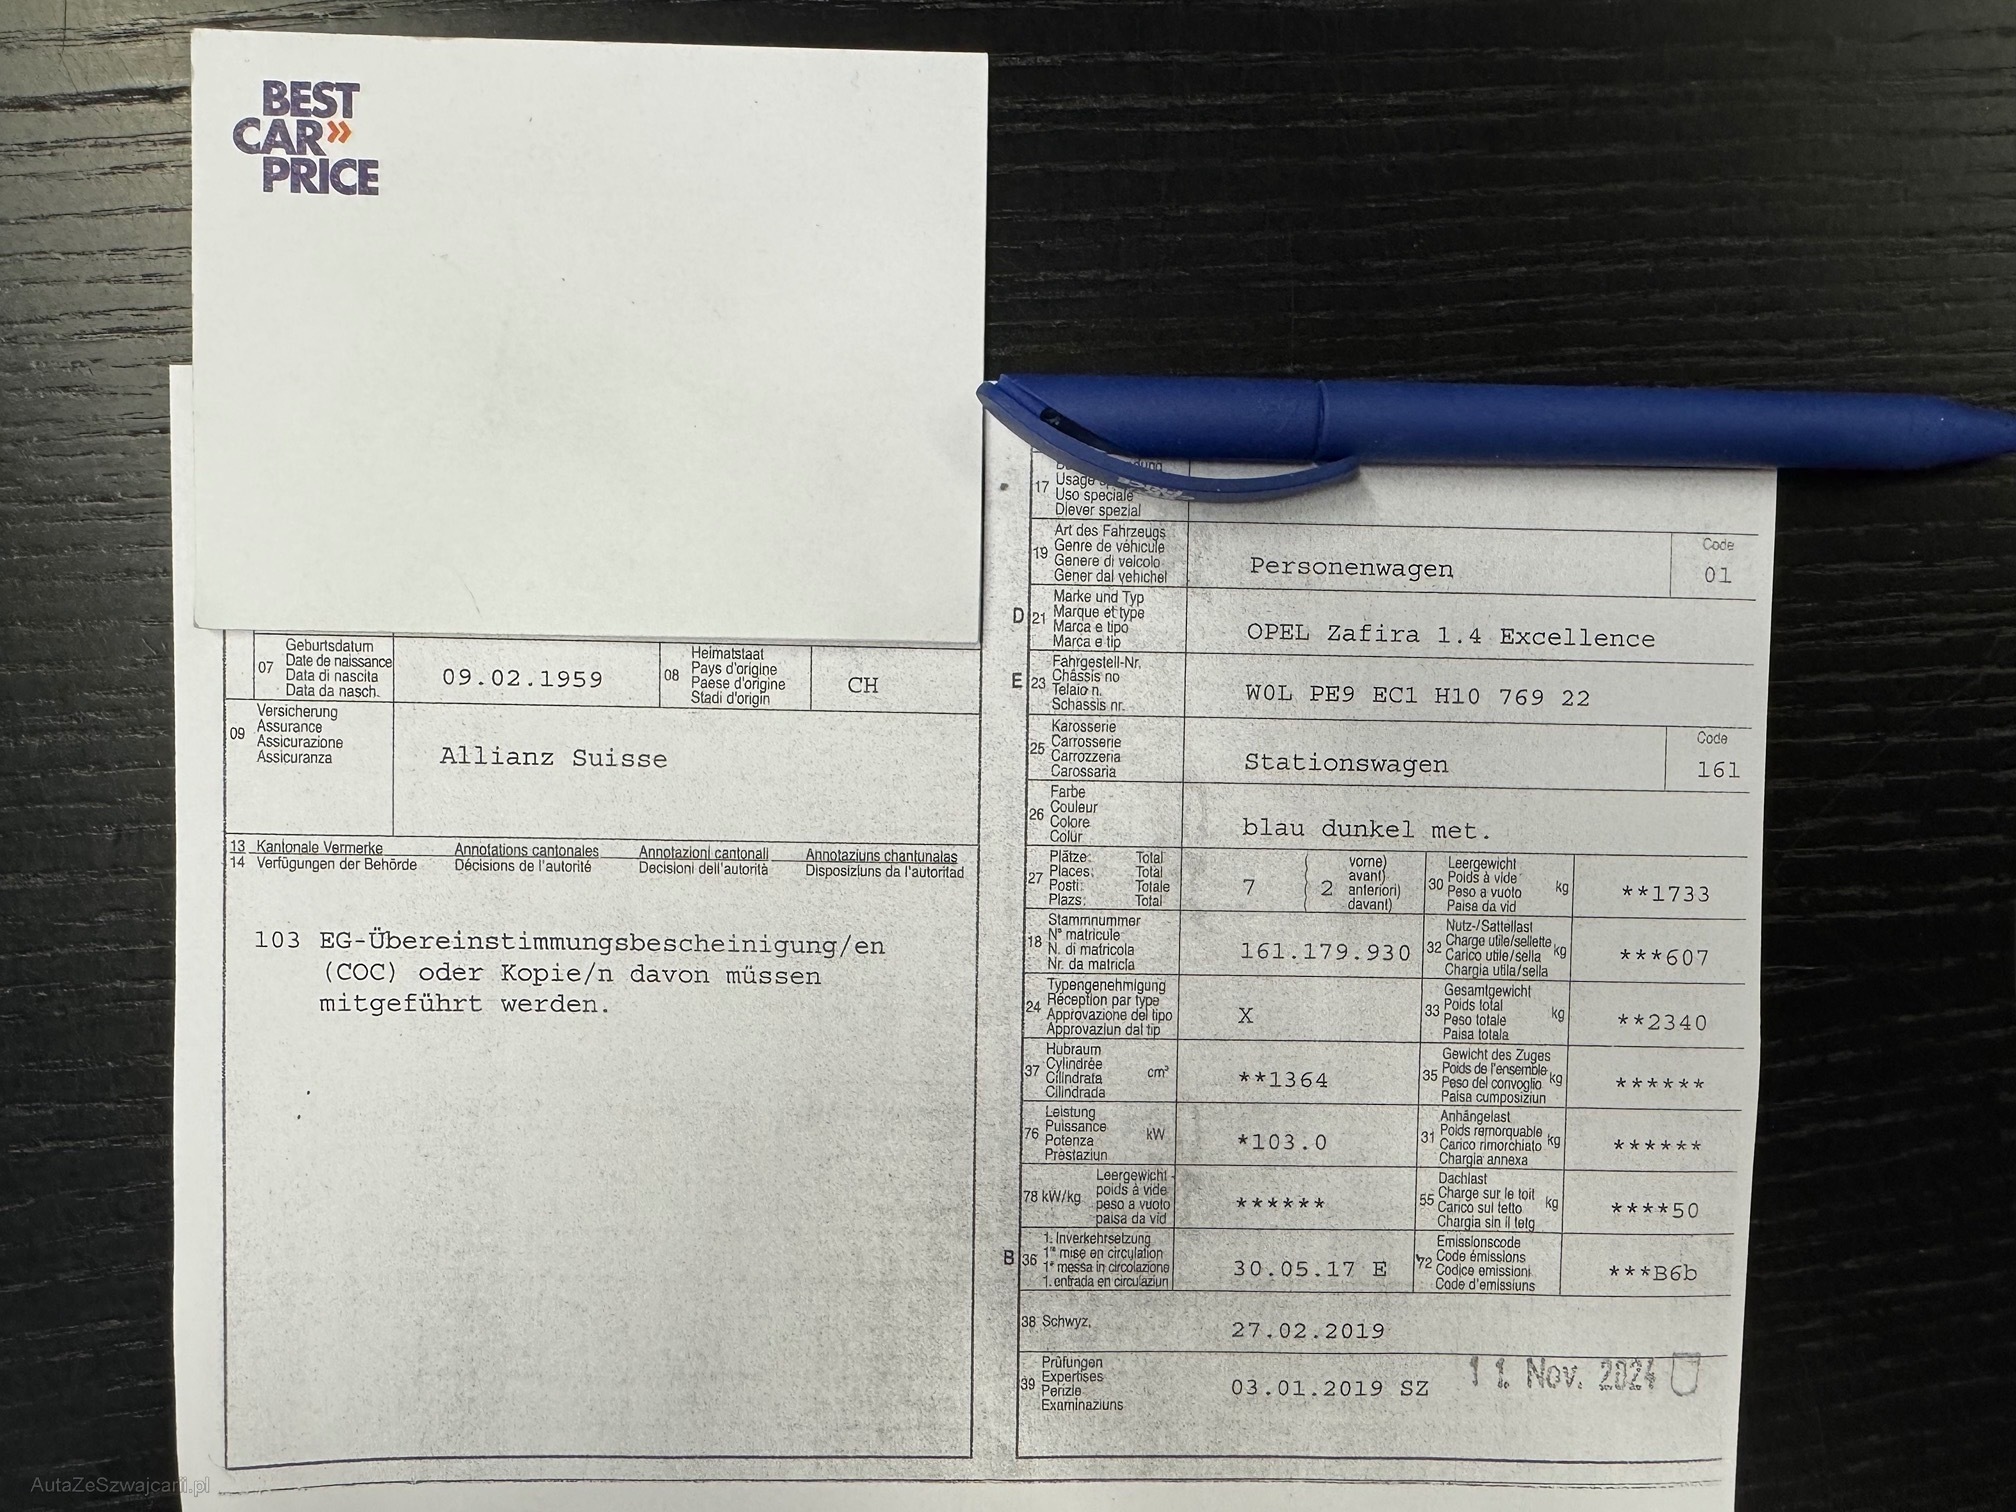 BEST
CAR»
PRICE
07
Geburtsdatum
Date de naissance
Data di nascita
Data da nasch.
09.02.1959
08
Heimatstaat
Pays d'origine
Paese d'origine
Stadi d'origin
CH
09
Versicherung
Assurance
Assicurazione
Assicuranza
Allianz Suisse
13 Kantonale Vermerke Annotations cantonales Annotazioni cantonali Annotaziuns chantunalas
14 Verfügungen der Behörde Décisions de l'autorité Decisioni dell'autorità Disposiziuns da l'autoritad
103 EG-Übereinstimmungsbescheinigung/en
(COC) oder Kopie/n davon müssen
mitgeführt werden.
17
Usage
Uso speciale
Diever spezial
19
Art des Fahrzeugs
Genre de véhicule
Genere di veicolo
Gener dal vehichel
Personenwagen
Code
01
D 21
Marke und Typ
Marque et type
Marca e tipo
Marca e tip
OPEL Zafira 1.4 Excellence
E 23
Fahrgestell-Nr.
Châssis no
Telaio n.
Schassis nr.
W0L PE9 EC1 H10 769 22
25
Karosserie
Carrosserie
Carrozzeria
Carossaria
Stationswagen
Code
161
26
Farbe
Couleur
Colore
Colur
blau dunkel met.
27
Plätze: Total
Places: Total
Posti: Totale
Plazs: Total
7
2
vorne)
avant)
anteriori)
davant)
30
Leergewicht
Poids à vide
Peso a vuoto
Paisa da vid
kg
**1733
18
Stammnummer
N° matricule
N. di matricola
Nr. da matricla
161.179.930
32
Nutz-/Sattellast
Charge utile/sellette
Carico utile/sella
Chargia utila/sella
kg
***607
24
Typengenehmigung
Réception par type
Approvazione del tipo
Approvaziun dal tip
X
33
Gesamtgewicht
Poids total
Peso totale
Paisa totala
kg
**2340
37
Hubraum
Cylindrée
Cilindrata
Cilindrada
cm³
**1364
35
Gewicht des Zuges
Poids de l'ensemble
Peso del convoglio
Paisa cumposiziun
kg
******
76
Leistung
Puissance
Potenza
Prestaziun
kW
*103.0
31
Anhängelast
Poids remorquable
Carico rimorchiato
Chargia annexa
kg
******
78 kW/kg
Leergewicht
poids à vide
peso a vuoto
paisa da vid
******
55
Dachlast
Charge sur le toit
Carico sul tetto
Chargia sin il tetg
kg
****50
B 36
1. Inverkehrsetzung
1re mise en circulation
1a messa in circolazione
1. entrada en circulaziun
30.05.17 E
72
Emissionscode
Code émissions
Codice emissioni
Code d'emissiuns
***B6b
38 Schwyz,
27.02.2019
39
Prüfungen
Expertises
Perizie
Examinaziuns
03.01.2019 SZ
11. Nov. 2024
AutaZeSzwajcarii.pl